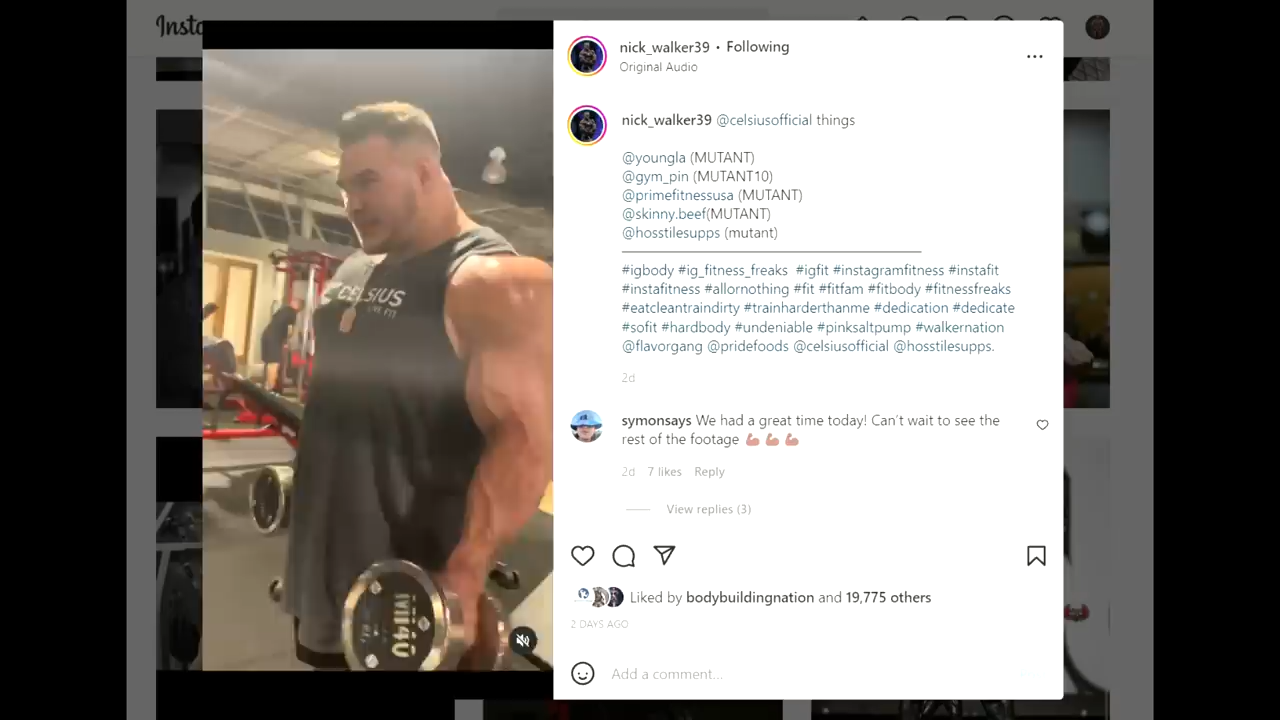 Insta
nick_walker39 • Following
Original Audio
nick_walker39 @celsiusofficial things
@youngla (MUTANT)
@gym_pin (MUTANT10)
@primefitnessusa (MUTANT)
@skinny.beef(MUTANT)
@hosstilesupps (mutant)
#igbody #ig_fitness_freaks #igfit #instagramfitness #instafit
#instafitness #allornothing #fit #fitfam #fitbody #fitnessfreaks
#eatcleantraindirty #trainharderthanme #dedication #dedicate
#sofit #hardbody #undeniable #pinksaltpump #walkernation
@flavorgang @pridefoods @celsiusofficial @hosstilesupps.
2d
symonsays We had a great time today! Can't wait to see the
rest of the footage 💪🏽 💪🏽 💪🏽
2d 7 likes Reply
View replies (3)
Liked by bodybuildingnation and 19,775 others
2 DAYS AGO
Add a comment...
CELSIUS
LIVE FIT